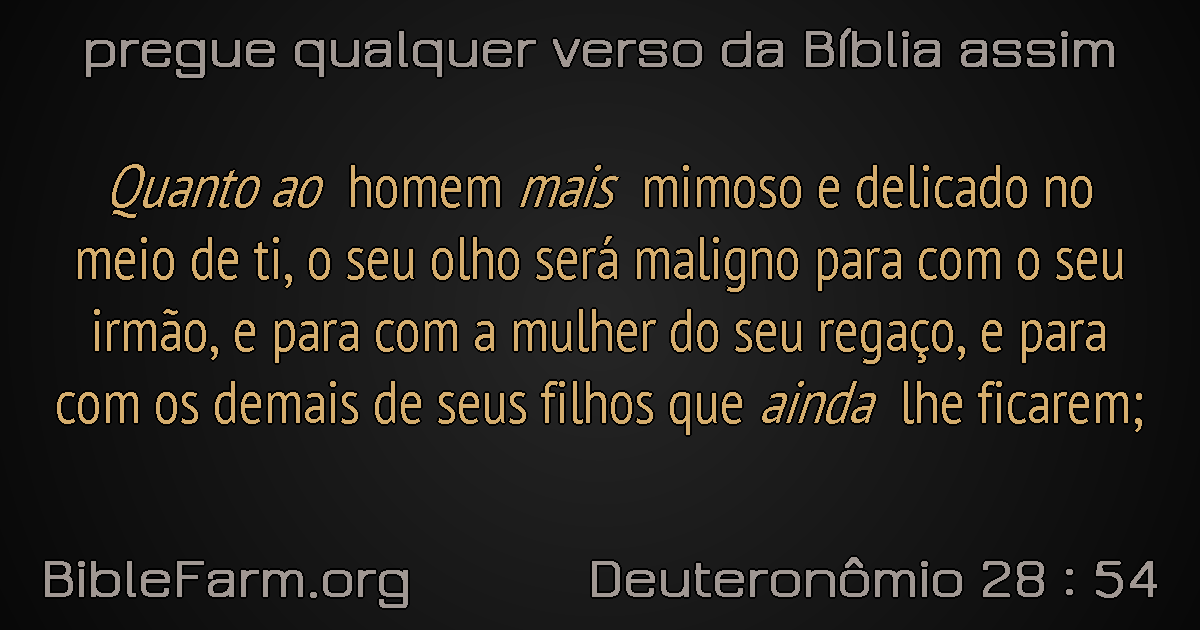 pregue qualquer verso da Bíblia assim
Quanto ao homem mais mimoso e delicado no
meio de ti, o seu olho será maligno para com o seu
irmão, e para com a mulher do seu regaço, e para
com os demais de seus filhos que ainda lhe ficarem;
BibleFarm.org
Deuteronômio 28 : 54